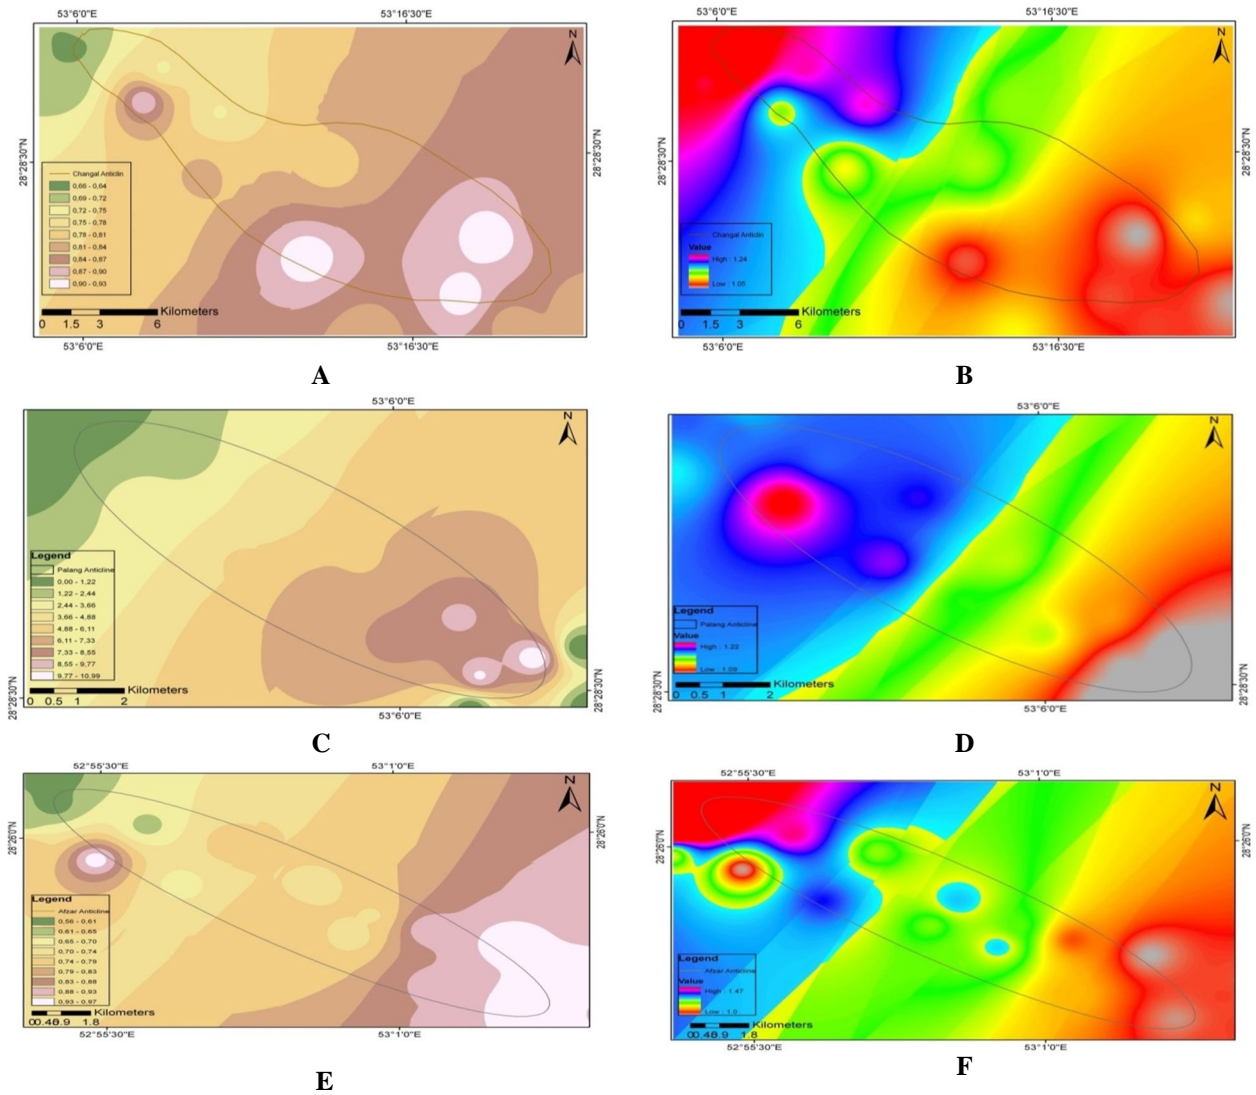 53°6'0"E 53°16'30"E
N
28°28'30"N 28°28'30"N
Changal Anticlin
0,66 - 0,64
0,69 - 0,72
0,72 - 0,75
0,75 - 0,78
0,78 - 0,81
0,81 - 0,84
0,84 - 0,87
0,87 - 0,90
0,90 - 0,93
Kilometers
0 1.5 3 6
53°6'0"E 53°16'30"E
A
53°6'0"E 53°16'30"E
N
28°28'30"N 28°28'30"N
Changal Anticlin
Value
High : 1.24
Low : 1.05
Kilometers
0 1.5 3 6
53°6'0"E 53°16'30"E
B
53°6'0"E
N
Legend
Palang Anticline
0,00 - 1,22
1,22 - 2,44
2,44 - 3,66
3,66 - 4,88
4,88 - 6,11
6,11 - 7,33
7,33 - 8,55
8,55 - 9,77
9,77 - 10,99
Kilometers
0 0.5 1 2
28°28'30"N 28°28'30"N
53°6'0"E
C
53°6'0"E
N
Legend
Palang Anticline
Value
High : 1.22
Low : 1.09
Kilometers
0 0.5 1 2
28°28'30"N 28°28'30"N
53°6'0"E
D
52°55'30"E 53°1'0"E
N
28°26'0"N 28°26'0"N
Legend
Afzar Anticline
0,56 - 0,61
0,61 - 0,65
0,65 - 0,70
0,70 - 0,74
0,74 - 0,79
0,79 - 0,83
0,83 - 0,88
0,88 - 0,93
0,93 - 0,97
Kilometers
0 0.45 0.9 1.8
52°55'30"E 53°1'0"E
E
52°55'30"E 53°1'0"E
N
28°26'0"N 28°26'0"N
Legend
Afzar Anticline
Value
High : 1.47
Low : 1.0
Kilometers
0 0.45 0.9 1.8
52°55'30"E 53°1'0"E
F